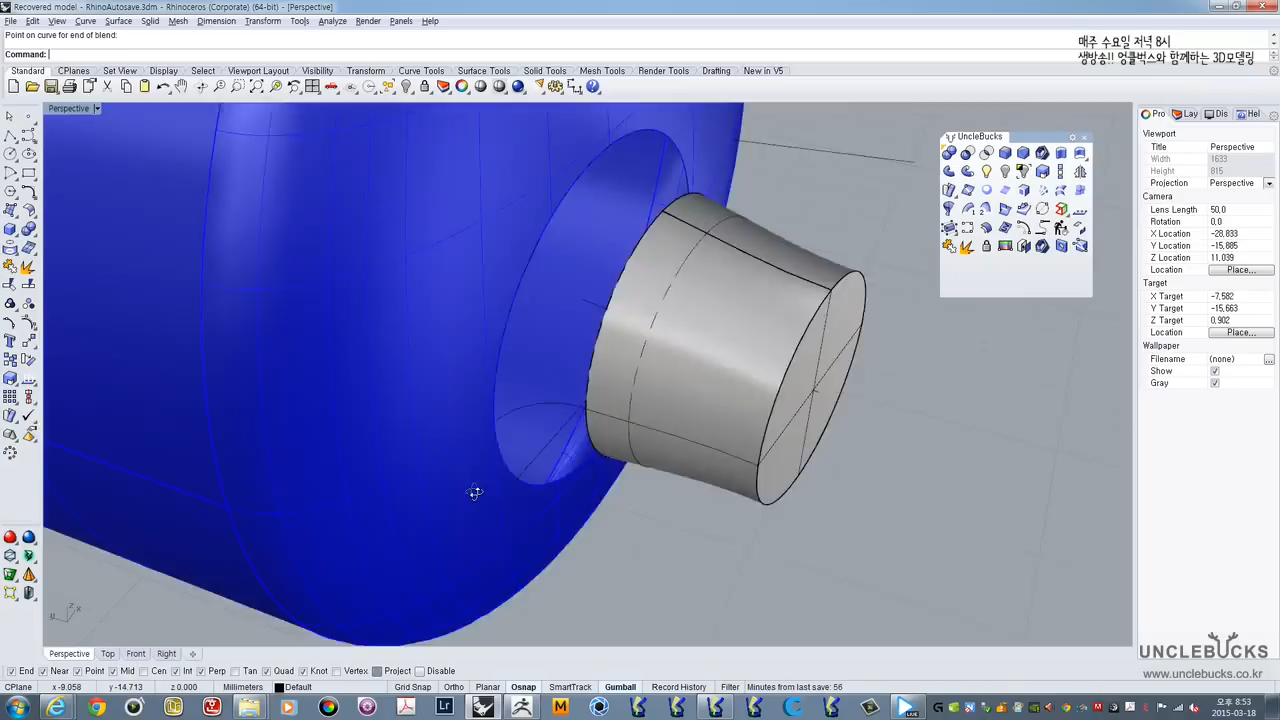 Recovered model - RhinoAutosave.3dm - Rhinoceros (Corporate) (64-bit) - [Perspective]
File Edit View Curve Surface Solid Mesh Dimension Transform Tools Analyze Render Panels Help
Point on curve for end of blend:
Command:
매주 수요일 저녁 8시
생방송!! 엉클벅스와 함께하는 3D모델링
Standard CPlanes Set View Display Select Viewport Layout Visibility Transform Curve Tools Surface Tools Solid Tools Mesh Tools Render Tools Drafting New in V5
Perspective
UncleBucks
Pro Lay Dis Hel
Viewport
Title Perspective
Width 1633
Height 815
Projection Perspective
Camera
Lens Length 50,0
Rotation 0,0
X Location -28,833
Y Location -15,885
Z Location 11,039
Location Place...
Target
X Target -7,582
Y Target -15,663
Z Target 0,902
Location Place...
Wallpaper
Filename (none) ...
Show
Gray
z
x
Perspective Top Front Right
End Near Point Mid Cen Int Perp Tan Quad Knot Vertex Project Disable
CPlane x -9.058 y -14.713 z 0.000 Millimeters Default Grid Snap Ortho Planar Osnap SmartTrack Gumball Record History Filter Minutes from last save: 56
UNCLEBUCKS
www.unclebucks.co.kr
Lr M LIVE
오후 8:53
2015-03-18